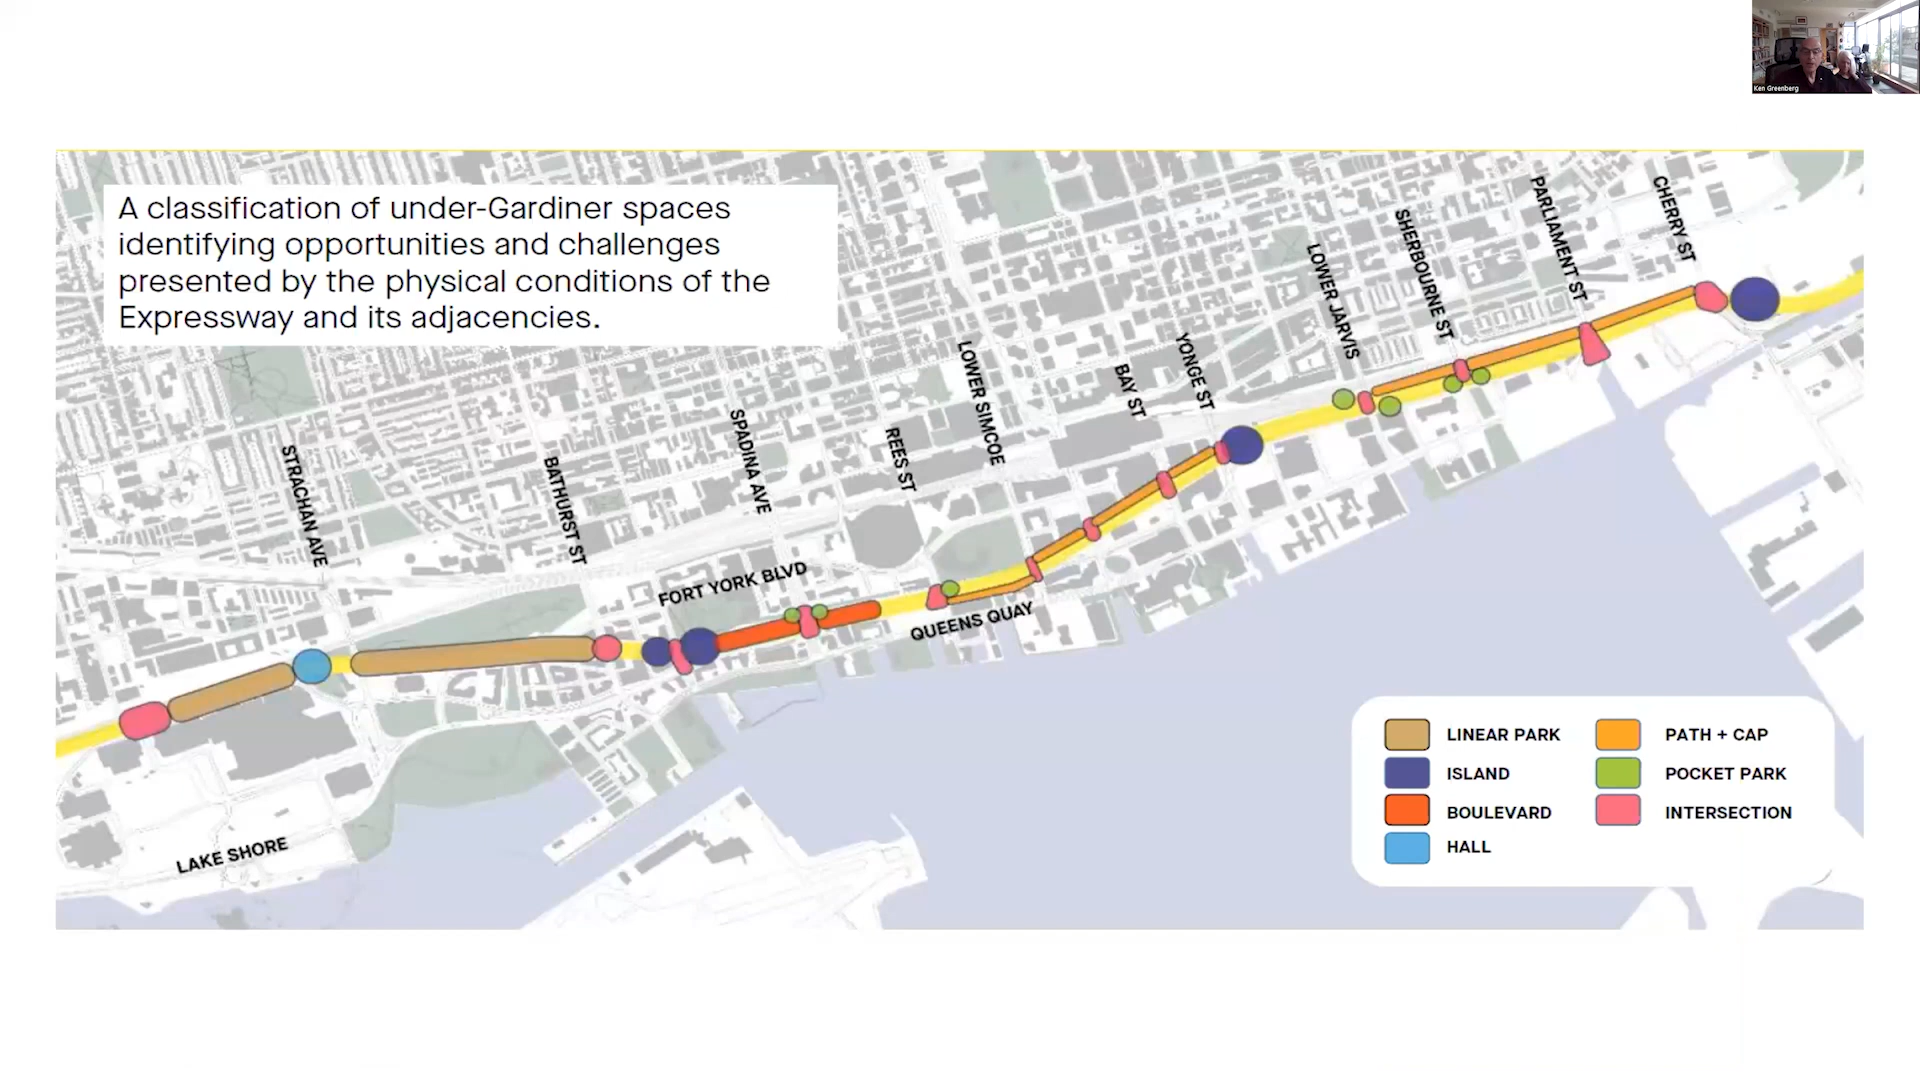 Ken Greenberg
A classification of under-Gardiner spaces
identifying opportunities and challenges
presented by the physical conditions of the
Expressway and its adjacencies.
CHERRY ST
PARLIAMENT ST
SHERBOURNE ST
LOWER JARVIS
YONGE ST
BAY ST
LOWER SIMCOE
REES ST
SPADINA AVE
BATHURST ST
STRACHAN AVE
FORT YORK BLVD
QUEENS QUAY
LAKE SHORE
LINEAR PARK
ISLAND
BOULEVARD
HALL
PATH + CAP
POCKET PARK
INTERSECTION